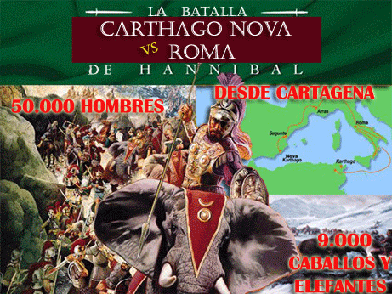 LA BATALLA
CARTHAGO NOVA
VS ROMA
DE HANNIBAL
50.000 HOMBRES
DESDE CARTAGENA
9.000
CABALLOS Y
ELEFANTES